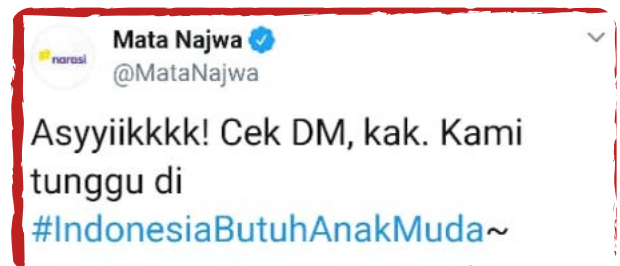 Mata Najwa
narasi
@MataNajwa
Asyyiikkkk! Cek DM, kak. Kami
tunggu di
#IndonesiaButuhAnakMuda~